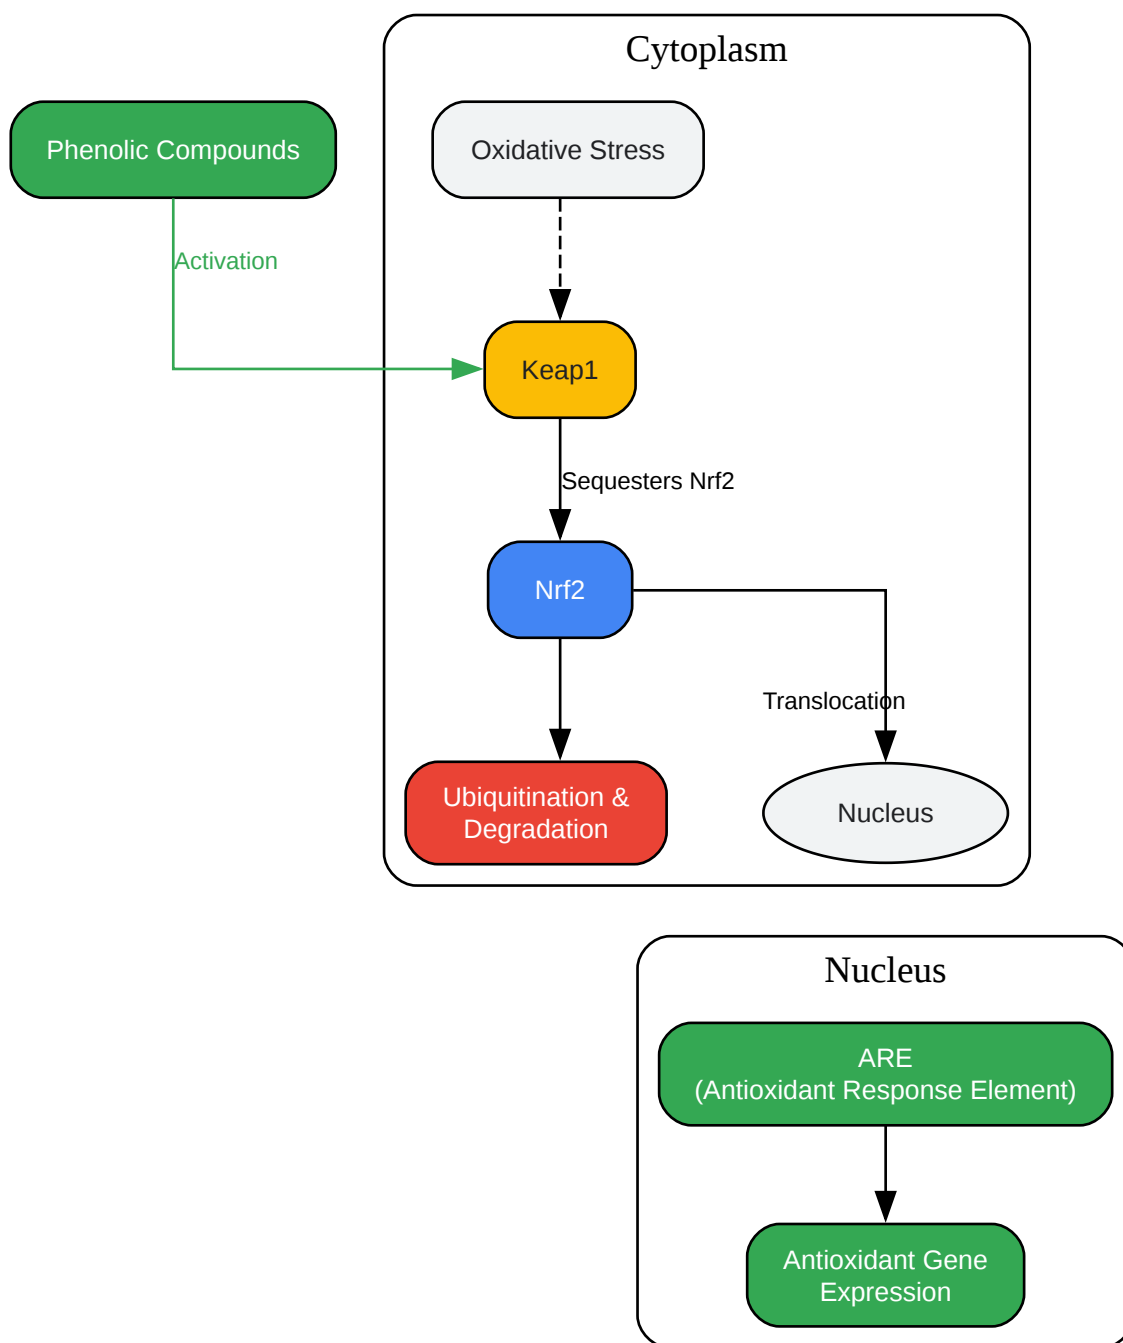 Cytoplasm
Phenolic Compounds
Oxidative Stress
Activation
Keap1
Sequesters Nrf2
Nrf2
Translocation
Ubiquitination &
Degradation
Nucleus
Nucleus
ARE
(Antioxidant Response Element)
Antioxidant Gene
Expression